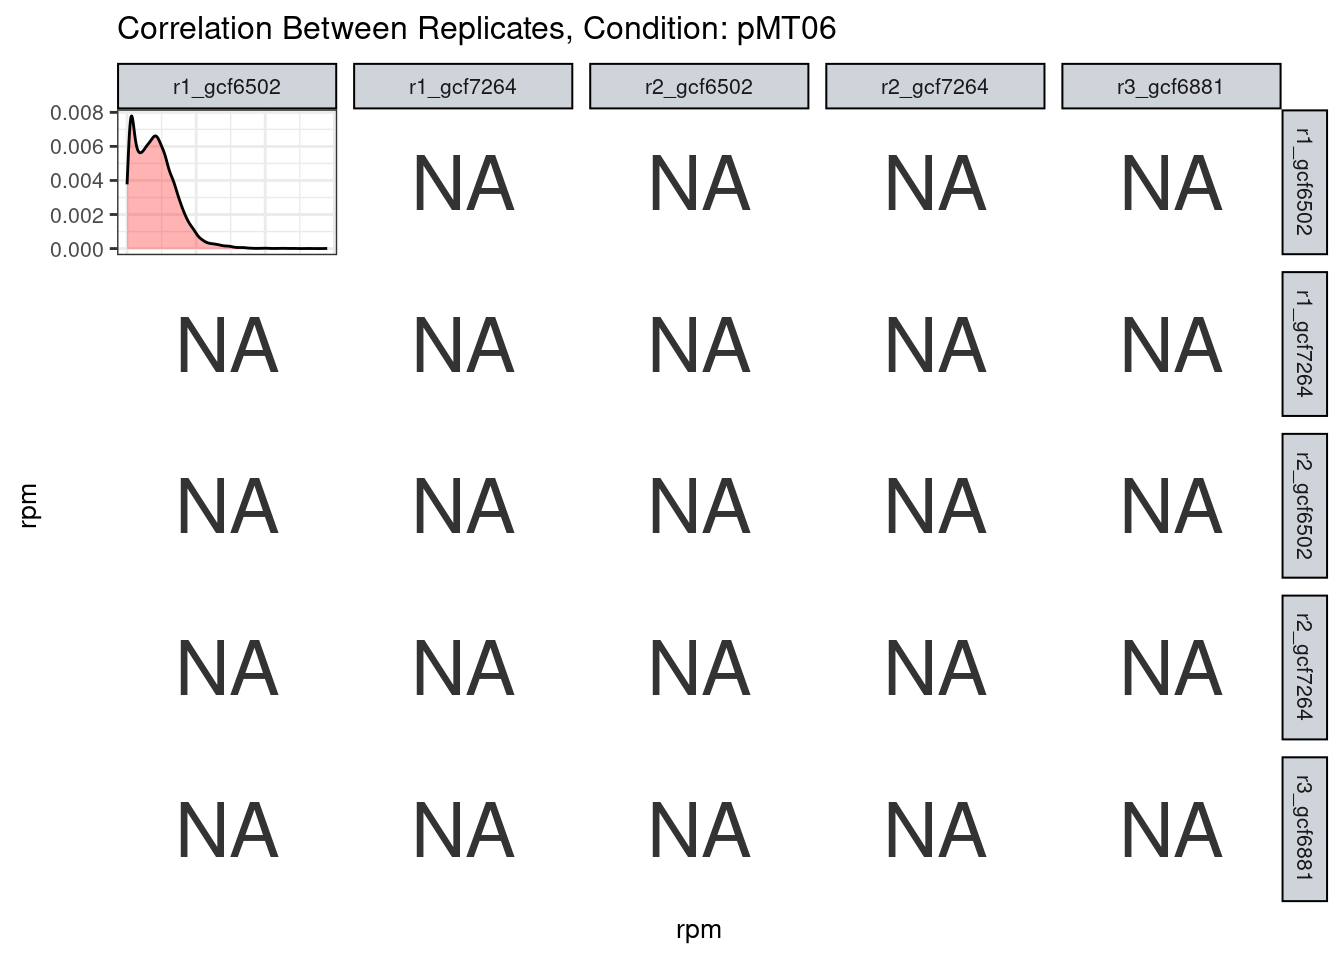 Correlation Between Replicates, Condition: pMT06
r1_gcf6502 r1_gcf7264 r2_gcf6502 r2_gcf7264 r3_gcf6881
0.008
0.006
0.004
0.002
0.000
NA NA NA NA
r1_gcf6502
NA NA NA NA NA
r1_gcf7264
NA NA NA NA NA
r2_gcf6502
NA NA NA NA NA
r2_gcf7264
NA NA NA NA NA
r3_gcf6881
rpm
rpm